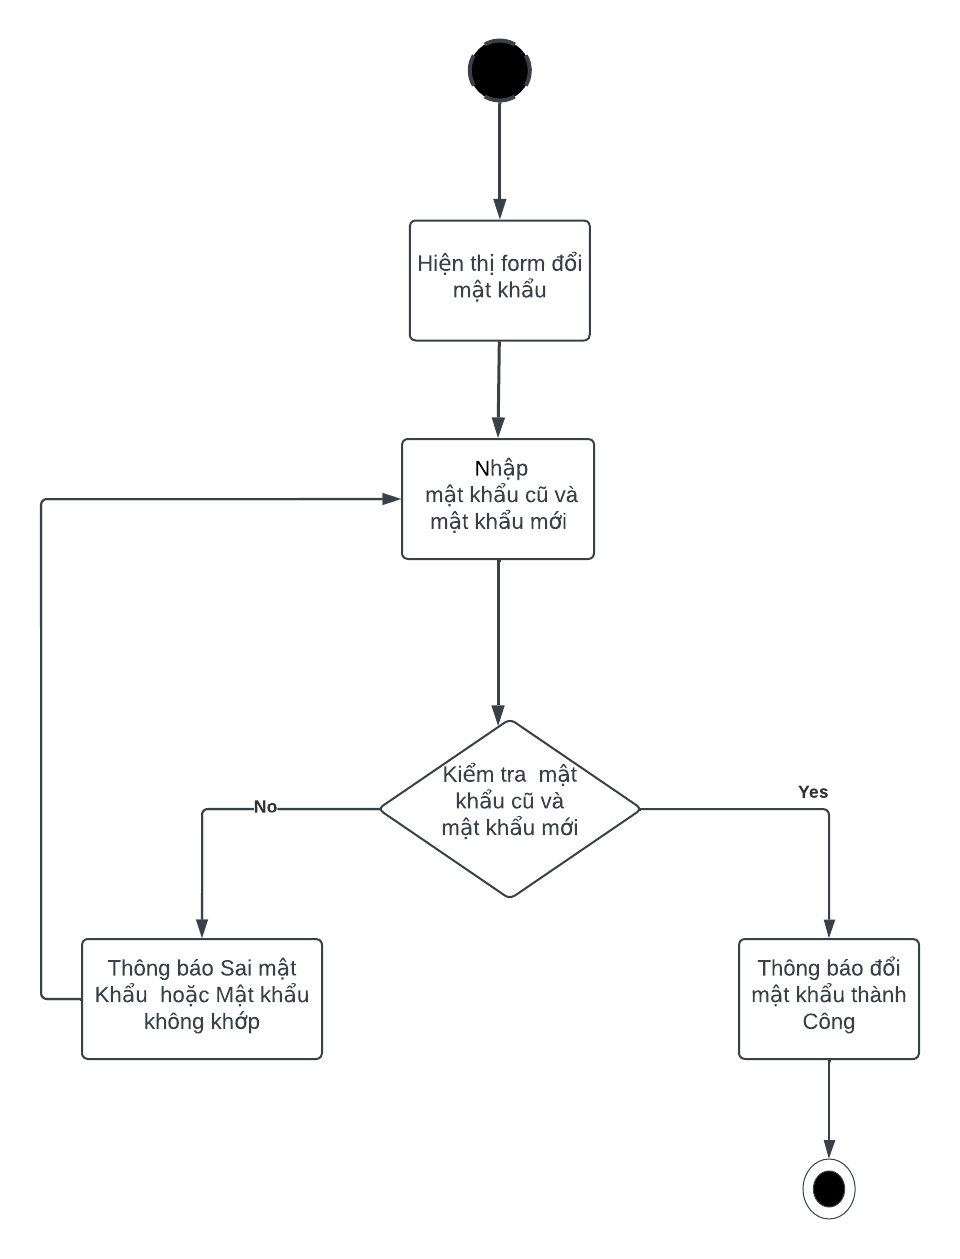 Hiện thị form đổi
mật khẩu
Nhập
mật khẩu cũ và
mật khẩu mới
Kiểm tra  mật
khẩu cũ và
mật khẩu mới
No
Yes
Thông báo Sai mật
Khẩu  hoặc Mật khẩu
không khớp
Thông báo đổi
mật khẩu thành
Công